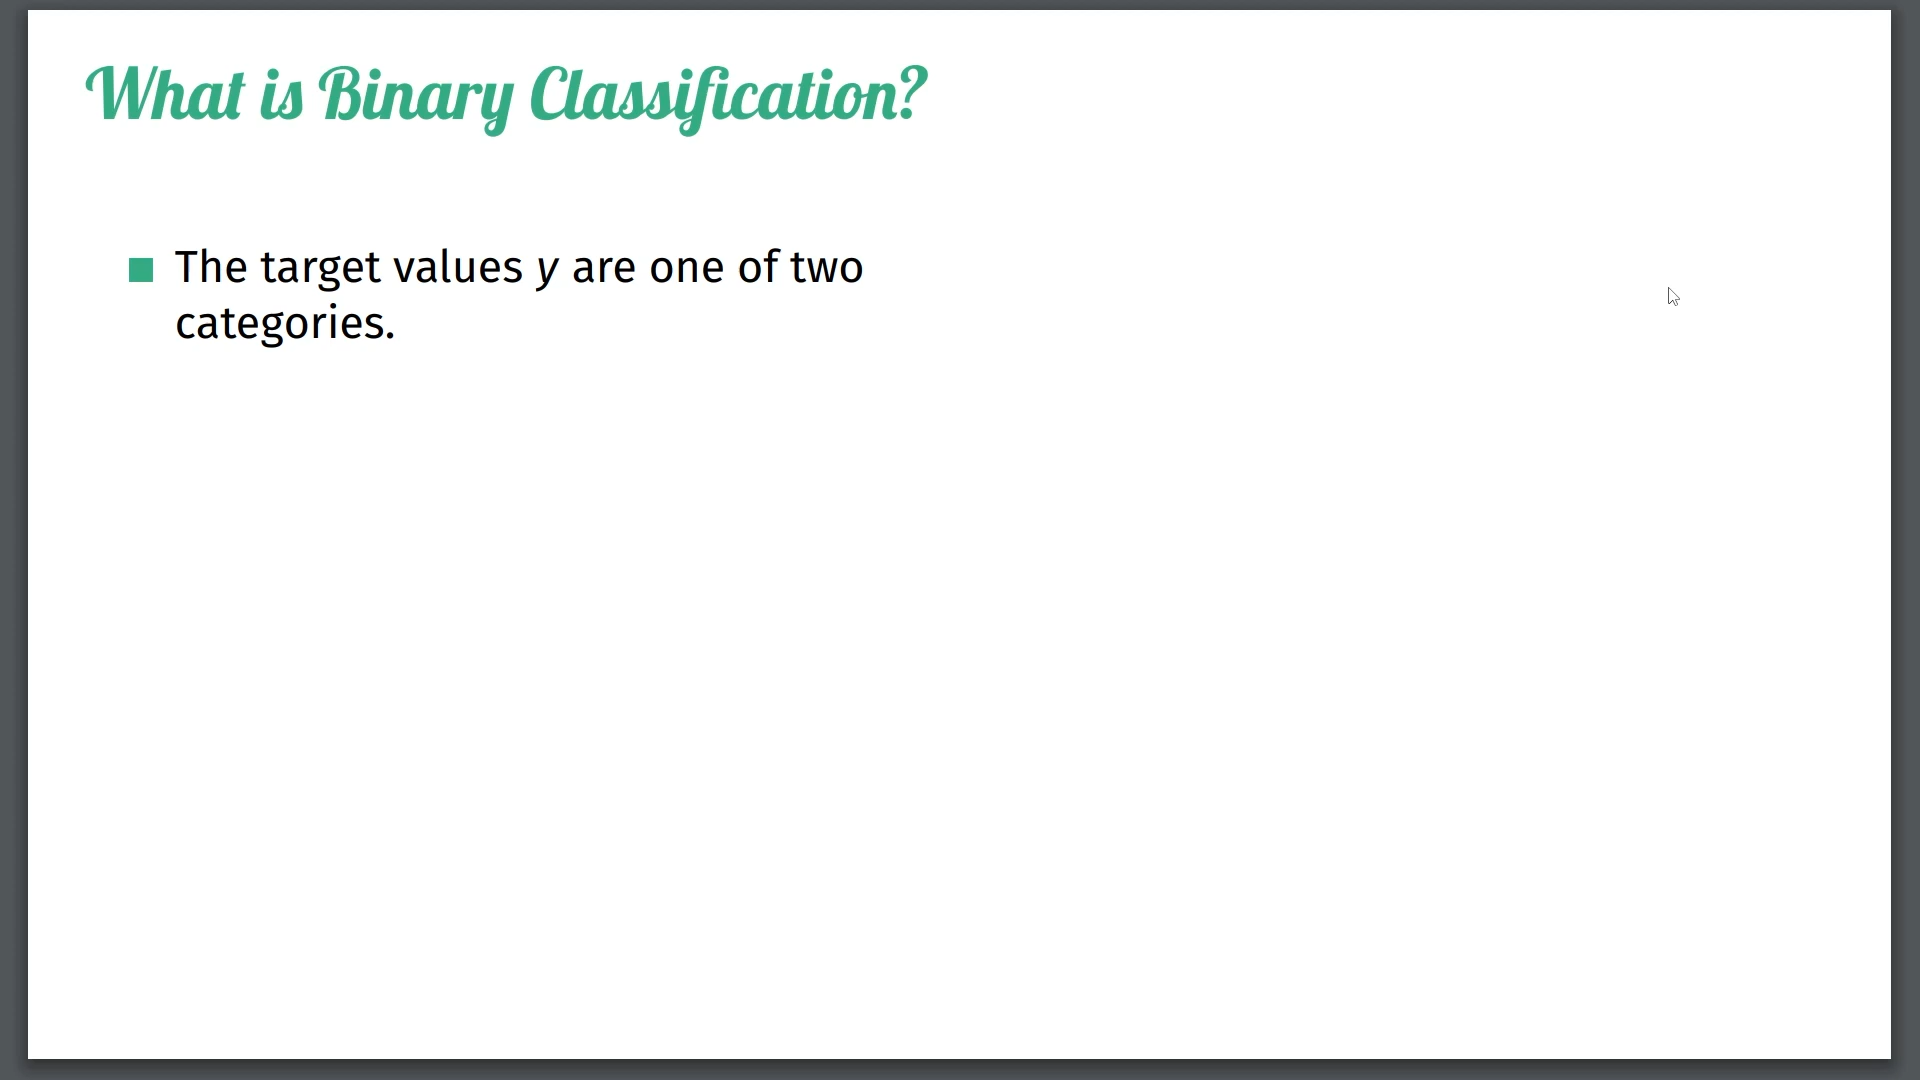 What is Binary Classification?
The target values y are one of two
categories.